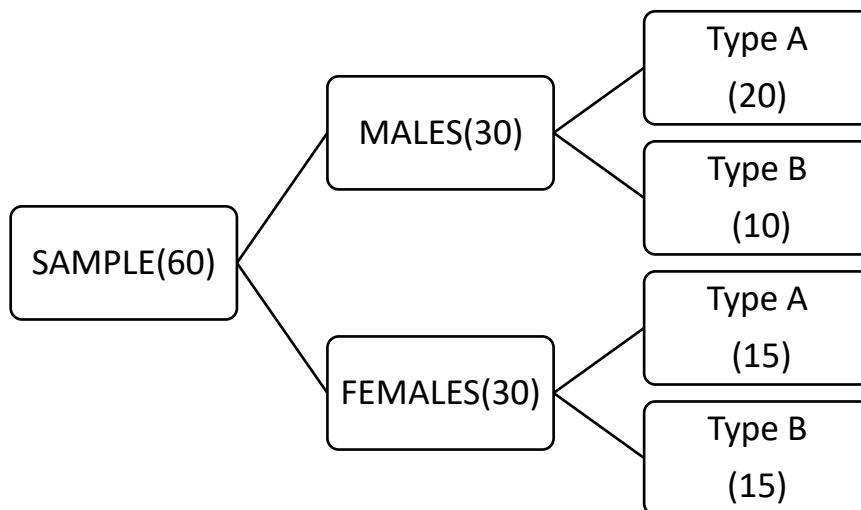 SAMPLE(60)
MALES(30)
Type A
(20)
Type B
(10)
FEMALES(30)
Type A
(15)
Type B
(15)